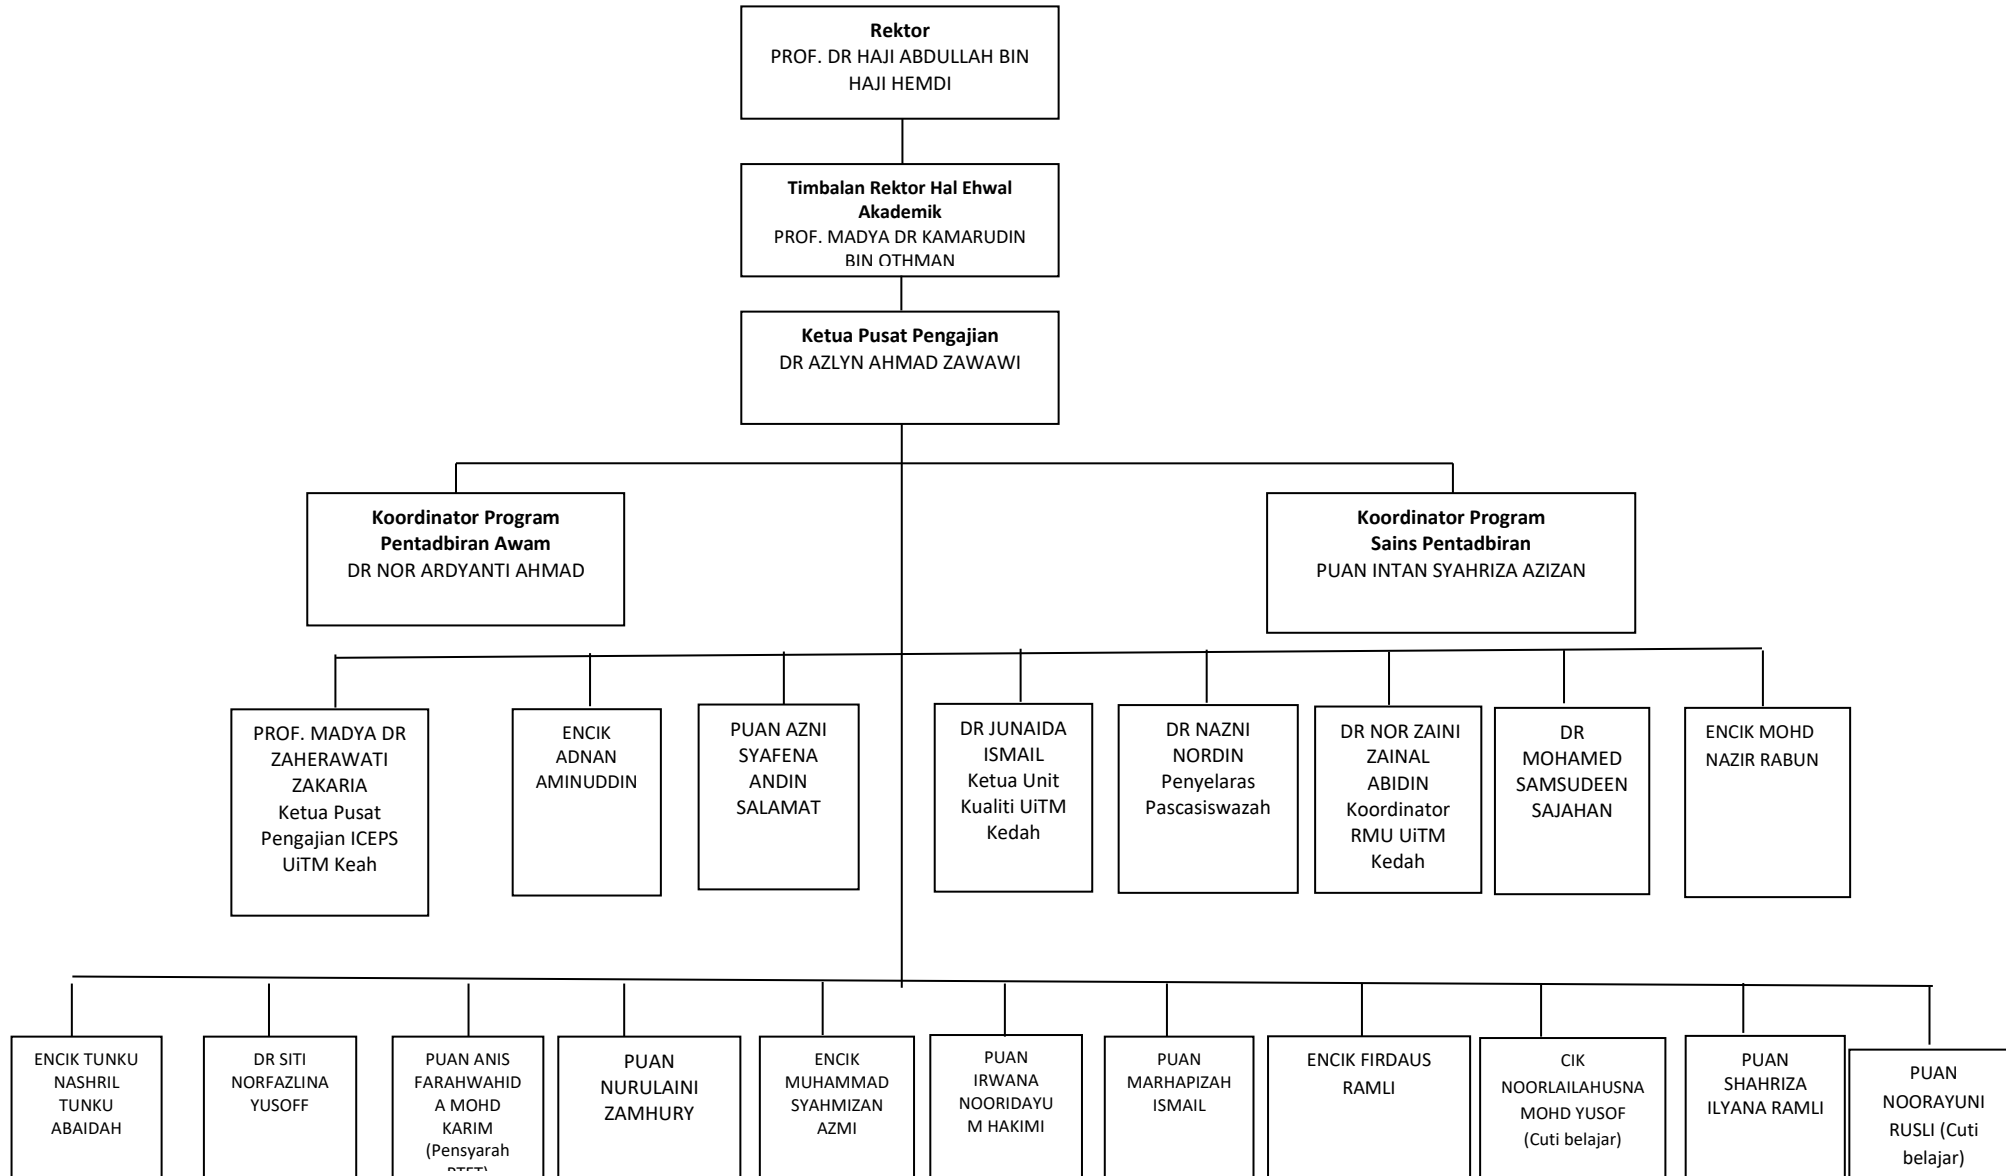 Rektor
PROF. DR HAJI ABDULLAH BIN
HAJI HEMDI
Timbalan Rektor Hal Ehwal
Akademik
PROF. MADYA DR KAMARUDIN
BIN OTHMAN
Ketua Pusat Pengajian
DR AZLYN AHMAD ZAWAWI
Koordinator Program
Pentadbiran Awam
DR NOR ARDYANTI AHMAD
Koordinator Program
Sains Pentadbiran
PUAN INTAN SYAHRIZA AZIZAN
PROF. MADYA DR
ZAHERAWATI
ZAKARIA
Ketua Pusat
Pengajian ICEPS
UiTM Keah
ENCIK
ADNAN
AMINUDDIN
PUAN AZNI
SYAFENA
ANDIN
SALAMAT
DR JUNAIDA
ISMAIL
Ketua Unit
Kualiti UiTM
Kedah
DR NAZNI
NORDIN
Penyelaras
Pascasiswazah
DR NOR ZAINI
ZAINAL
ABIDIN
Koordinator
RMU UiTM
Kedah
DR
MOHAMED
SAMSUDEEN
SAJAHAN
ENCIK MOHD
NAZIR RABUN
ENCIK TUNKU
NASHRIL
TUNKU
ABAIDAH
DR SITI
NORFAZLINA
YUSOFF
PUAN ANIS
FARAHWAHID
A MOHD
KARIM
(Pensyarah
PUAN
NURULAINI
ZAMHURY
ENCIK
MUHAMMAD
SYAHMIZAN
AZMI
PUAN
IRWANA
NOORIDAYU
M HAKIMI
PUAN
MARHAPIZAH
ISMAIL
ENCIK FIRDAUS
RAMLI
CIK
NOORLAILAHUSNA
MOHD YUSOF
(Cuti belajar)
PUAN
SHAHRIZA
ILYANA RAMLI
PUAN
NOORAYUNI
RUSLI (Cuti
belajar)